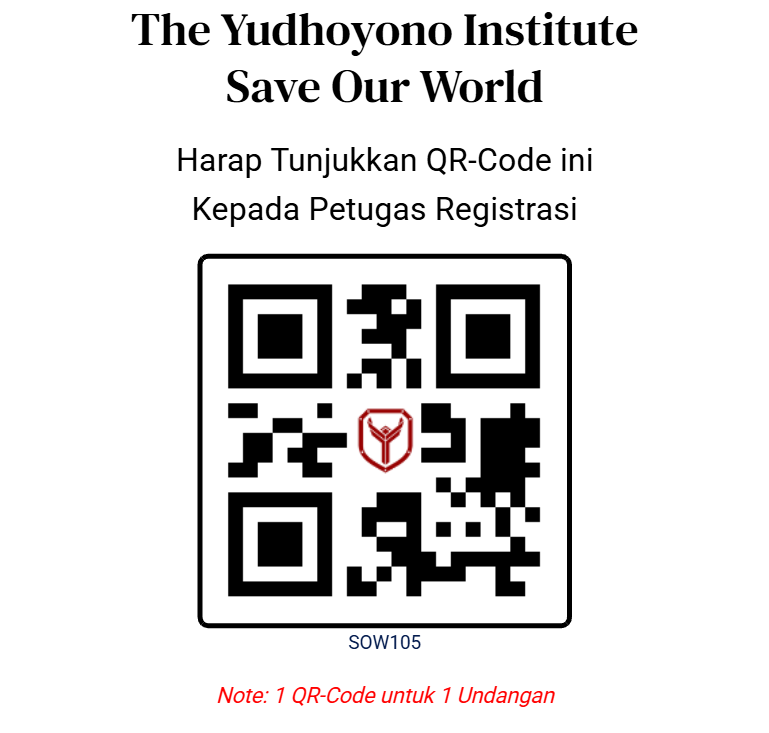 The Yudhoyono Institute
Save Our World
Harap Tunjukkan QR-Code ini
Kepada Petugas Registrasi
SOW105
Note: 1 QR-Code untuk 1 Undangan